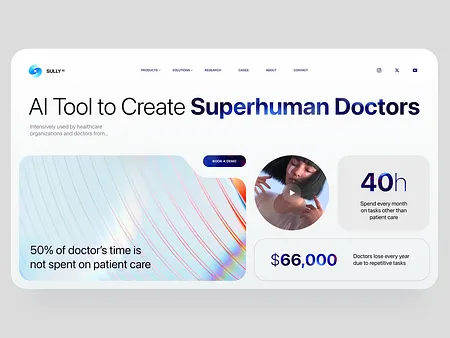 SULLY AI
PRODUCTS
SOLUTIONS
RESEARCH
CASES
ABOUT
CONTACT
AI Tool to Create Superhuman Doctors
Intensively used by healthcare
organizations and doctors from...
BOOK A DEMO
50% of doctor's time is
not spent on patient care
40h
Spend every month
on tasks other than
patient care
$66,000
Doctors lose every year
due to repetitive tasks